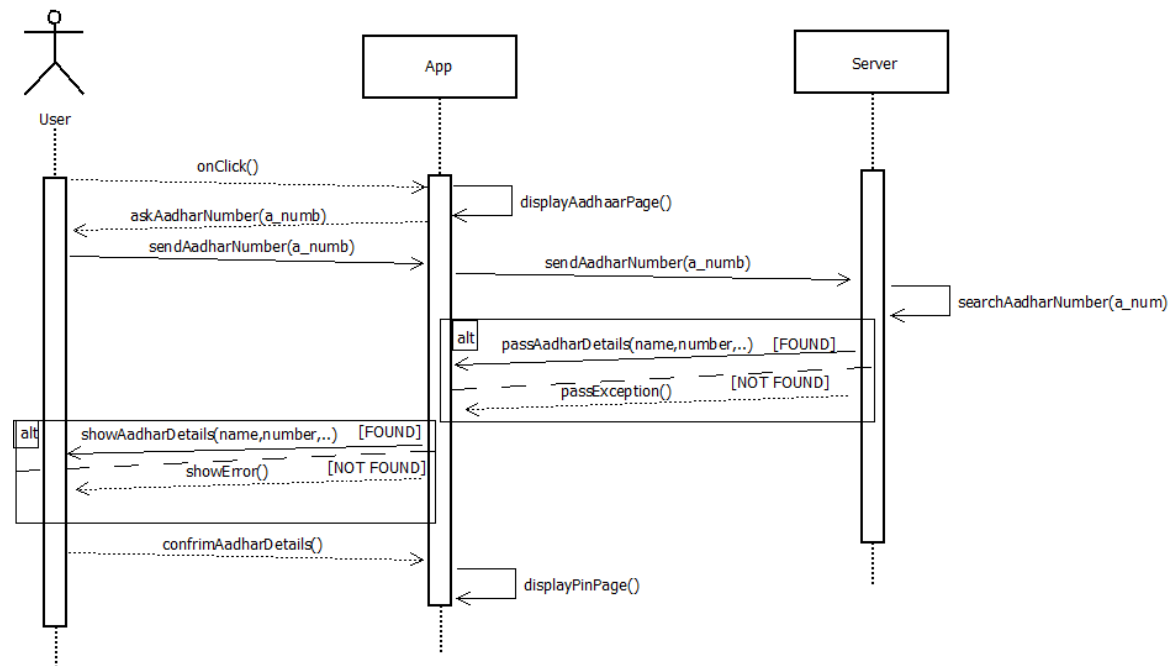 App
Server
User
onClick()
displayAadhaarPage()
askAadharNumber(a_numb)
sendAadharNumber(a_numb)
sendAadharNumber(a_numb)
searchAadharNumber(a_num)
alt
passAadharDetails(name,number,..) [FOUND]
[NOT FOUND]
passException()
alt
showAadharDetails(name,number,..) [FOUND]
showError() [NOT FOUND]
confrimAadharDetails()
displayPinPage()